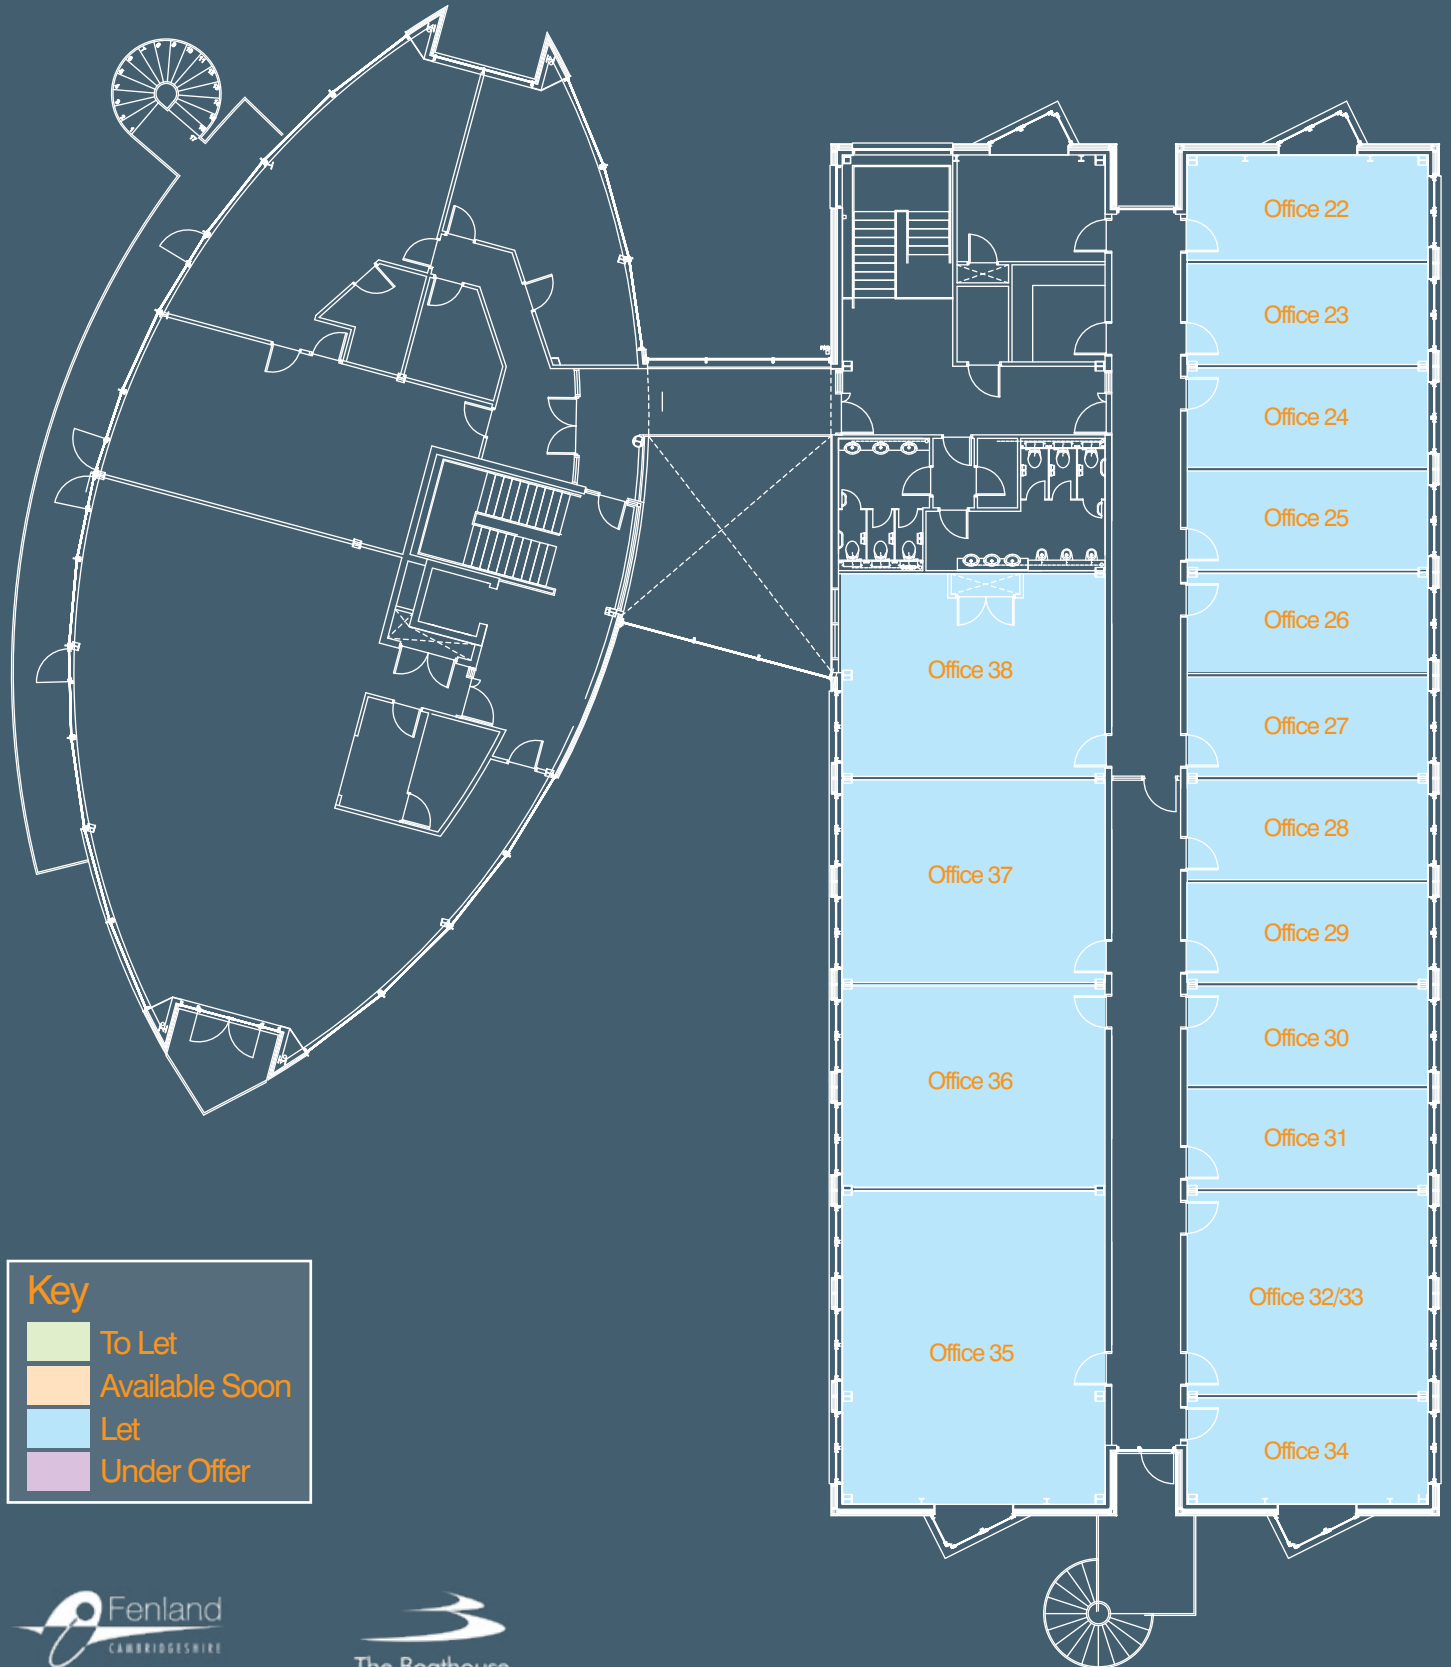 Office 22
Office 23
Office 24
Office 25
Office 26
Office 38
Office 27
Office 28
Office 37
Office 29
Office 30
Office 36
Office 31
Office 32/33
Office 35
Office 34
Key
To Let
Available Soon
Let
Under Offer
Fenland
CAMBRIDGESHIRE
The Boathouse